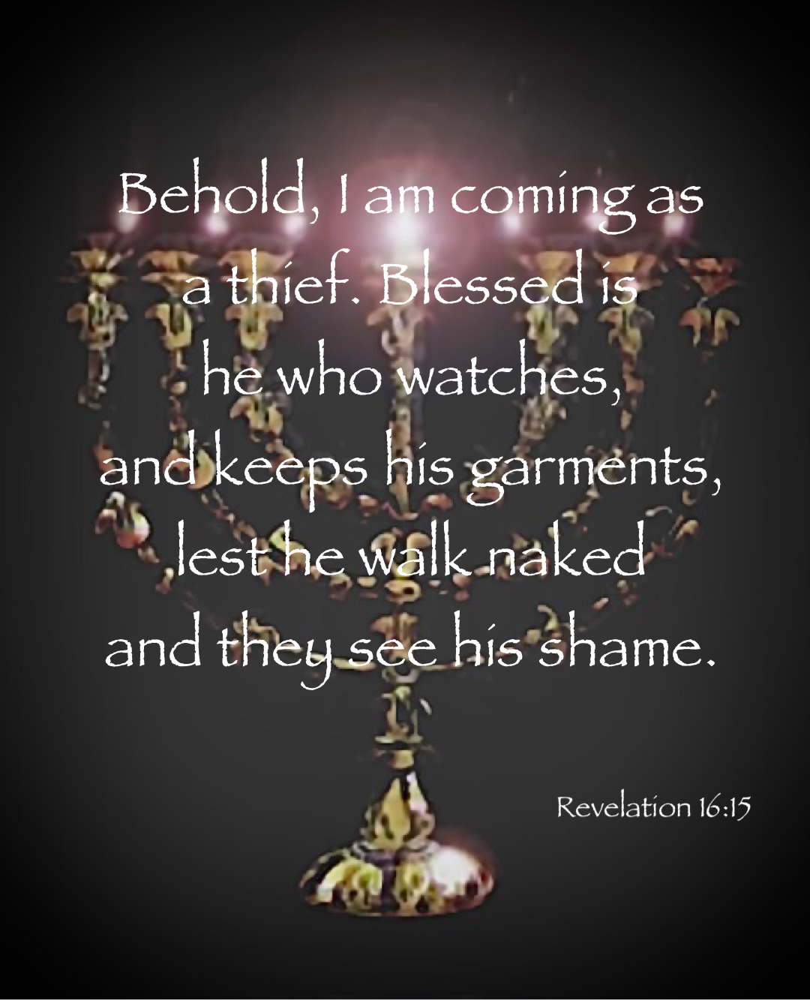 Behold, I am coming as
a thief. Blessed is
he who watches,
and keeps his garments,
lest he walk naked
and they see his shame.
Revelation 16:15